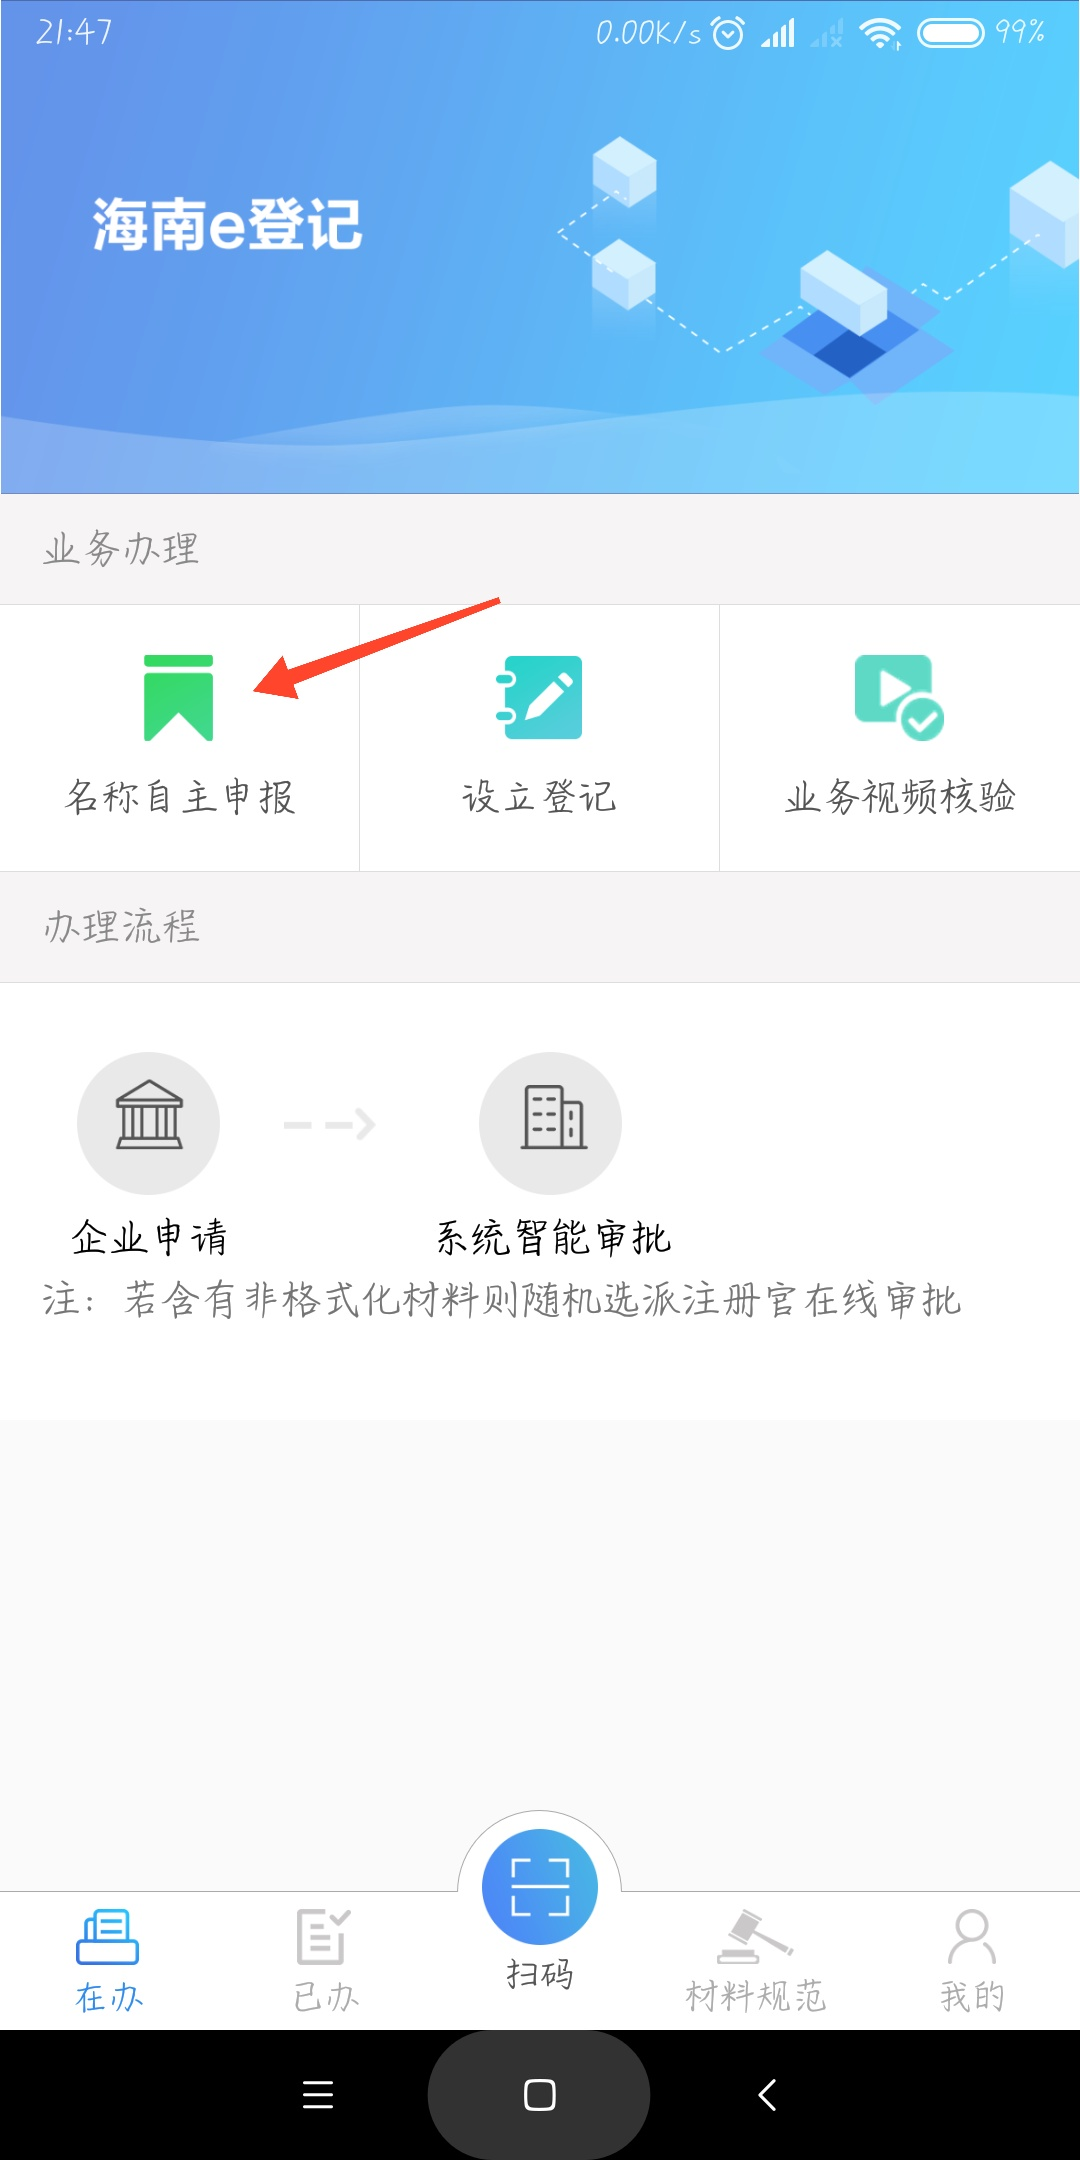 21:47 0.00K/s 99%
海南e登记
业务办理
名称自主申报 设立登记 业务视频核验
办理流程
企业申请 系统智能审批
注：若含有非格式化材料则随机选派注册官在线审批
在办 已办 扫码 材料规范 我的